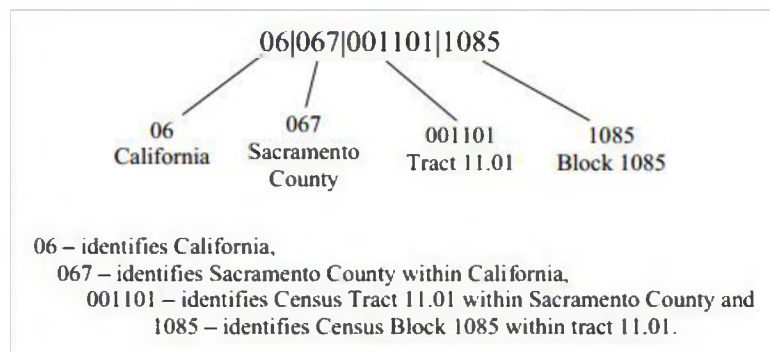 06|067|001101|1085
06
California
067
Sacramento
County
001101
Tract 11.01
1085
Block 1085
06 – identifies California,
067 – identifies Sacramento County within California,
001101 – identifies Census Tract 11.01 within Sacramento County and
1085 – identifies Census Block 1085 within tract 11.01.